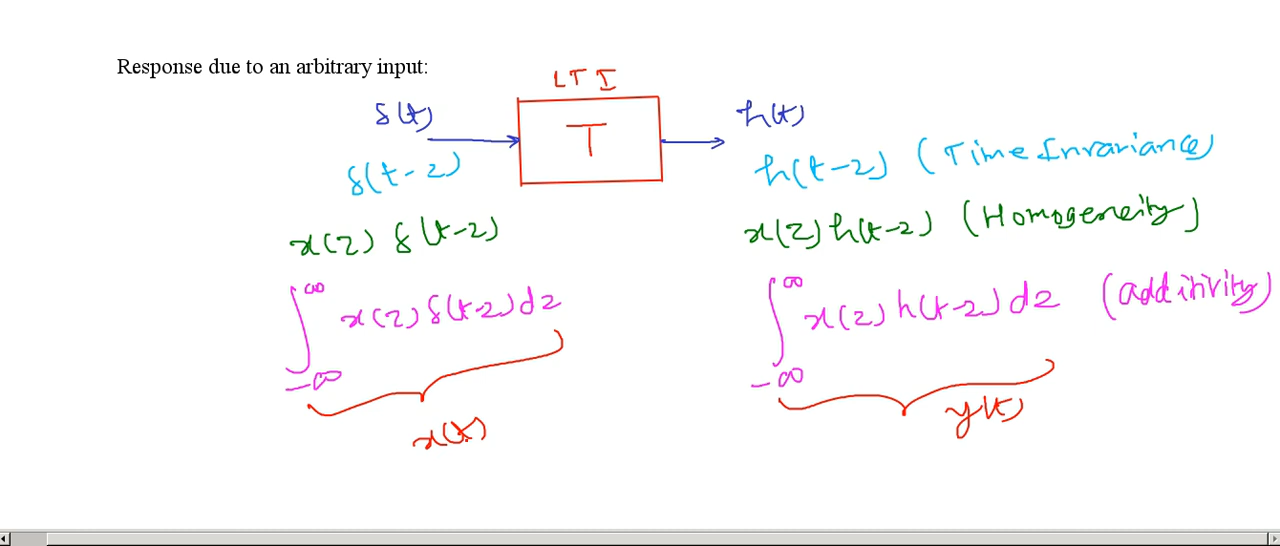 Response due to an arbitrary input:
LTI
δ(t) T h(t)
δ(t-z) h(t-z) (Time Invariance)
x(z) δ(t-z) x(z) h(t-z) (Homogeneity)
∫_{-∞}^{∞} x(z) δ(t-z) dz ∫_{-∞}^{∞} x(z) h(t-z) dz (additivity)
x(t) y(t)